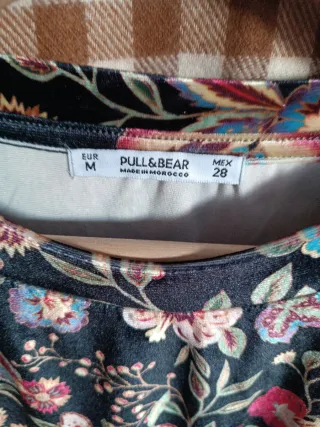 EUR
M
PULL&BEAR
MADE IN MOROCCO
MEX
28